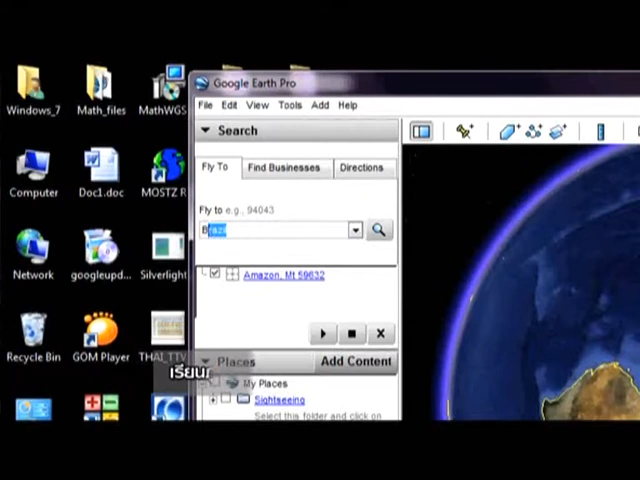 Google Earth Pro
File Edit View Tools Add Help
Search
Fly To Find Businesses Directions
Fly to e.g., 94043
Brazil
Amazon, Mt 59632
Places Add Content
My Places
Sightseeing
Select this folder and click on
Windows_7 Math_files MathWGS
Computer Doc1.doc MOSTZ R
Network googleupd... Silverlight
Recycle Bin GOM Player THAI_TTV
เรียนร